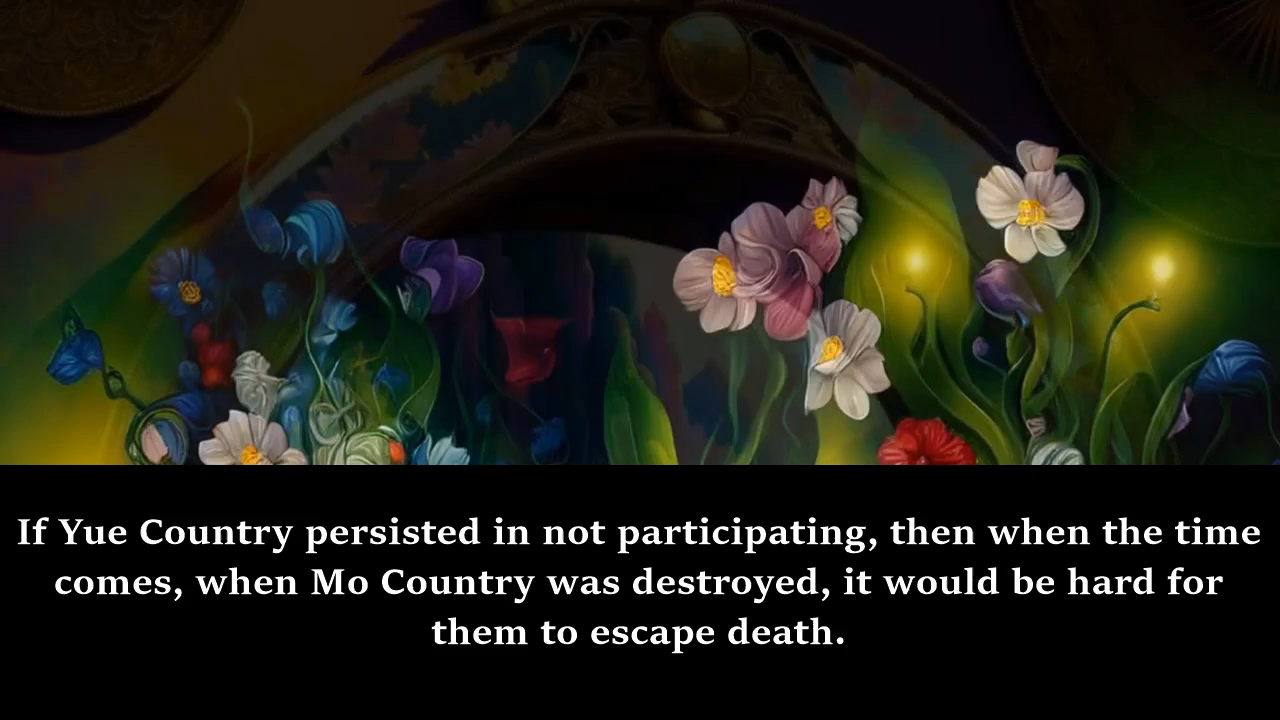 If Yue Country persisted in not participating, then when the time
comes, when Mo Country was destroyed, it would be hard for
them to escape death.